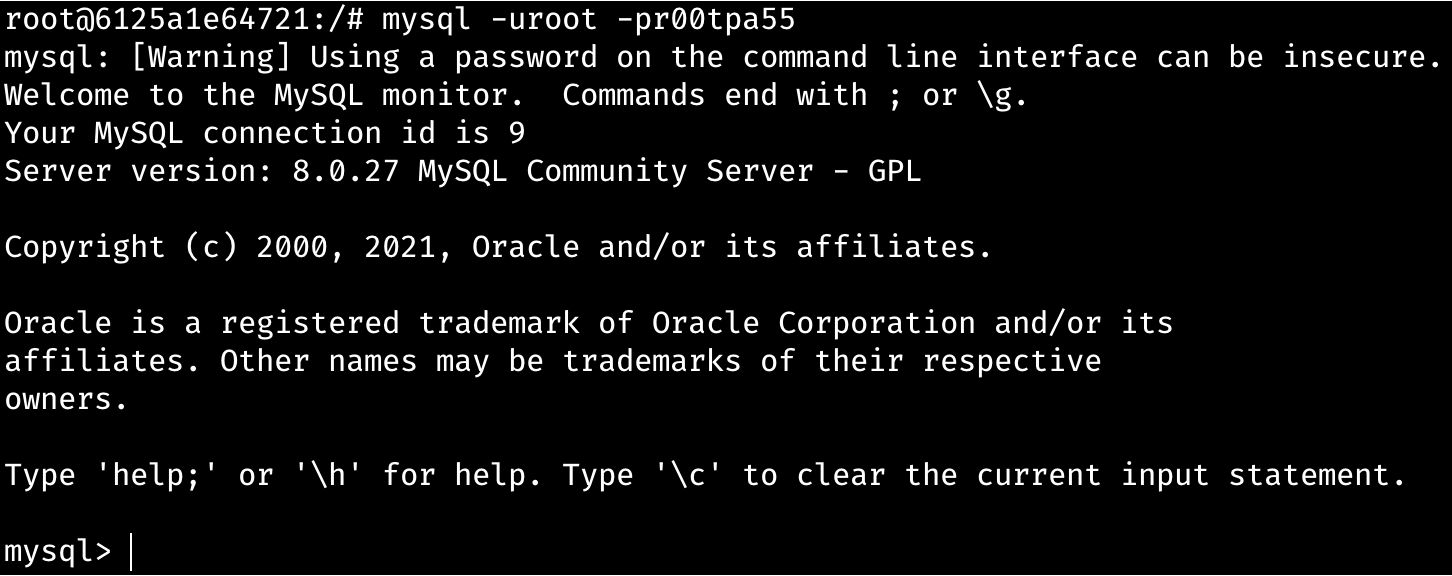 root@6125a1e64721:/# mysql -uroot -pr00tpa55
mysql: [Warning] Using a password on the command line interface can be insecure.
Welcome to the MySQL monitor.  Commands end with ; or \g.
Your MySQL connection id is 9
Server version: 8.0.27 MySQL Community Server - GPL

Copyright (c) 2000, 2021, Oracle and/or its affiliates.

Oracle is a registered trademark of Oracle Corporation and/or its
affiliates. Other names may be trademarks of their respective
owners.

Type 'help;' or '\h' for help. Type '\c' to clear the current input statement.

mysql>